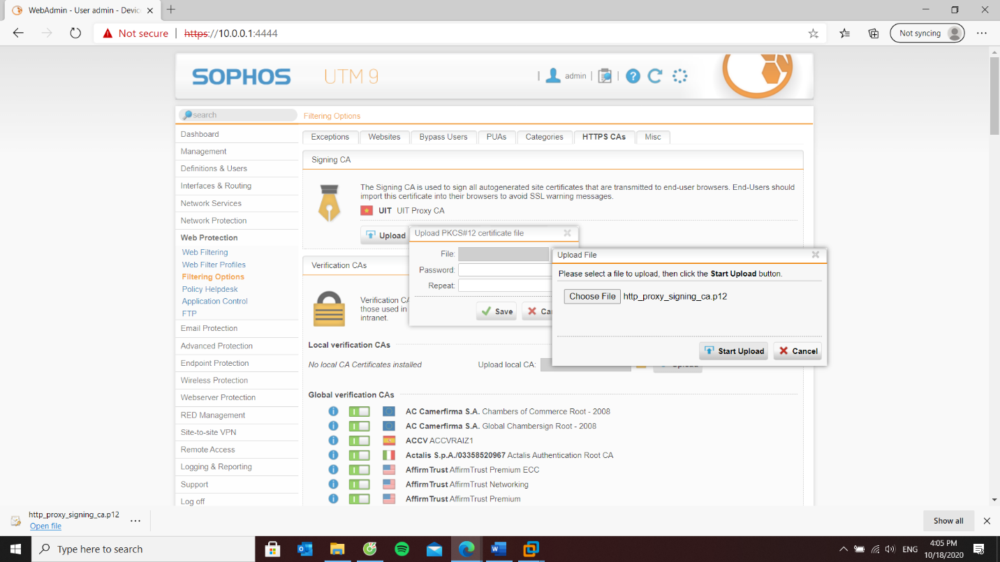 WebAdmin - User admin - Devic
Not secure
https://10.0.0.1:4444
Not syncing
SOPHOS UTM 9
admin
search
Filtering Options
Dashboard
Management
Definitions & Users
Interfaces & Routing
Network Services
Network Protection
Web Protection
Web Filtering
Web Filter Profiles
Filtering Options
Policy Helpdesk
Application Control
FTP
Email Protection
Advanced Protection
Endpoint Protection
Wireless Protection
Webserver Protection
RED Management
Site-to-site VPN
Remote Access
Logging & Reporting
Support
Log off
Exceptions Websites Bypass Users PUAs Categories HTTPS CAs Misc
Signing CA
The Signing CA is used to sign all autogenerated site certificates that are transmitted to end-user browsers. End-Users should
import this certificate into their browsers to avoid SSL warning messages.
UIT UIT Proxy CA
Upload
Upload PKCS#12 certificate file
File:
Password:
Repeat:
Save
Ca
Upload File
Please select a file to upload, then click the Start Upload button.
Choose File http_proxy_signing_ca.p12
Start Upload Cancel
Verification CAs
Verification CA
those used in
intranet.
Local verification CAs
No local CA Certificates installed Upload local CA: Upload
Global verification CAs
AC Camerfirma S.A. Chambers of Commerce Root - 2008
AC Camerfirma S.A. Global Chambersign Root - 2008
ACCV ACCVRAIZ1
Actalis S.p.A./03358520967 Actalis Authentication Root CA
AffirmTrust AffirmTrust Premium ECC
AffirmTrust AffirmTrust Networking
AffirmTrust AffirmTrust Premium
http_proxy_signing_ca.p12
Open file
Show all
Type here to search
ENG
4:05 PM
10/18/2020